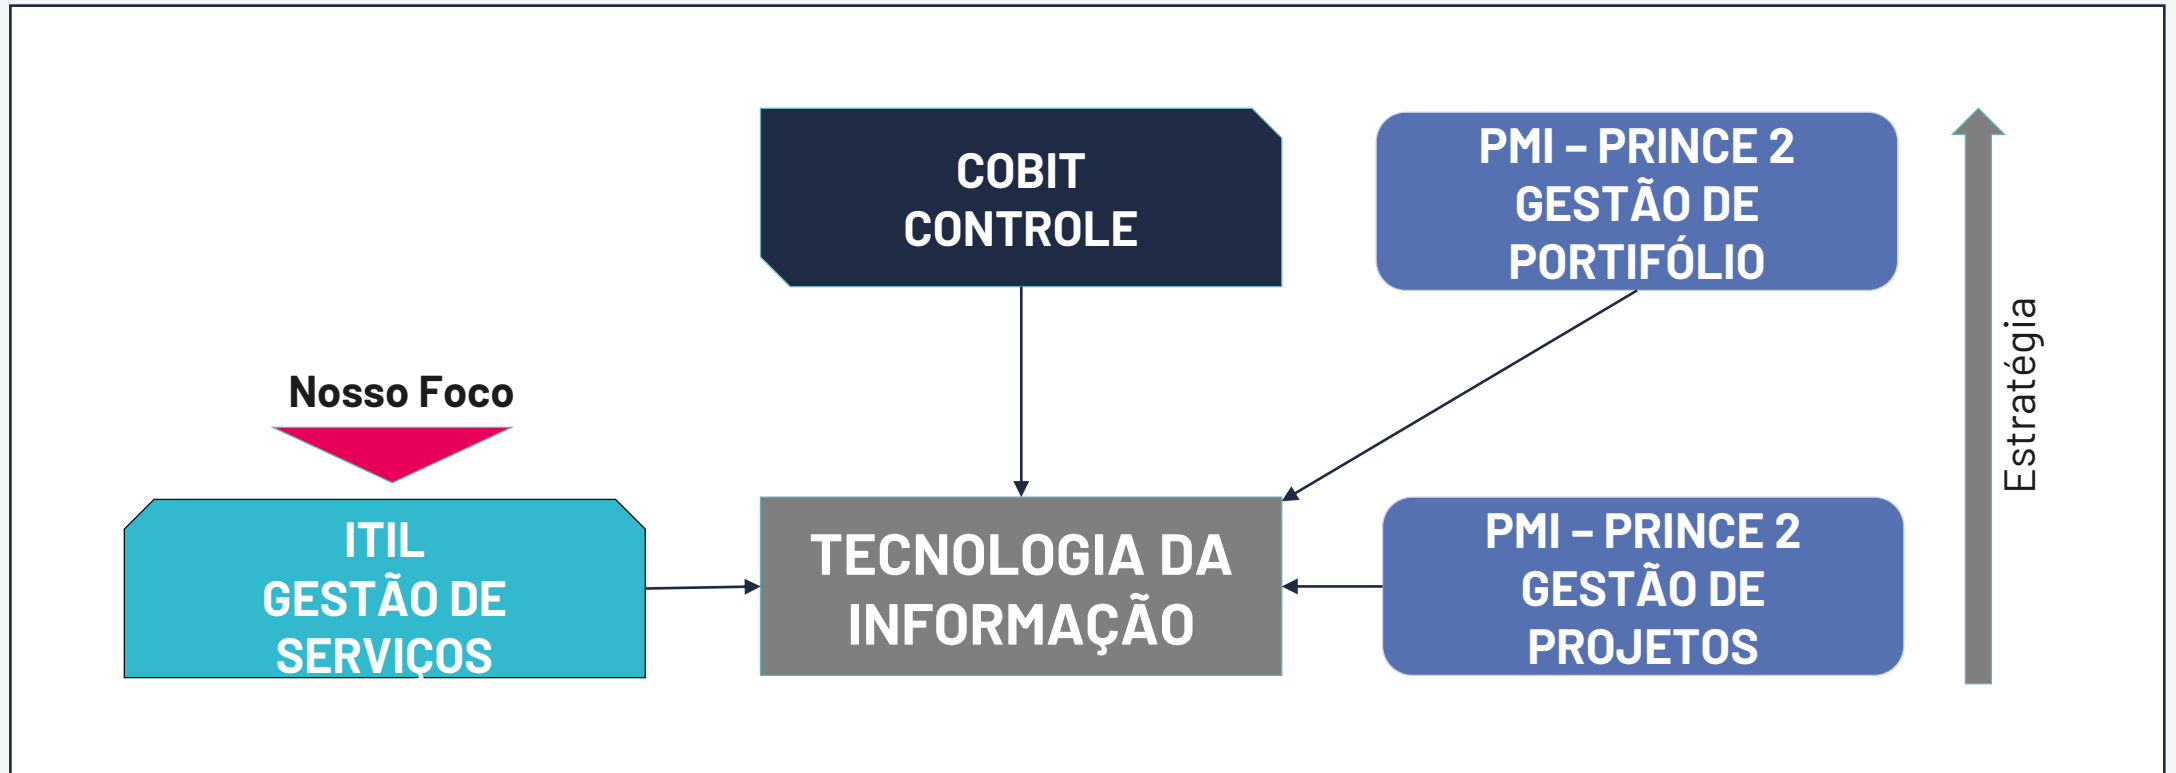 COBIT
CONTROLE
PMI – PRINCE 2
GESTÃO DE
PORTIFÓLIO
Estratégia
Nosso Foco
ITIL
GESTÃO DE
SERVIÇOS
TECNOLOGIA DA
INFORMAÇÃO
PMI – PRINCE 2
GESTÃO DE
PROJETOS